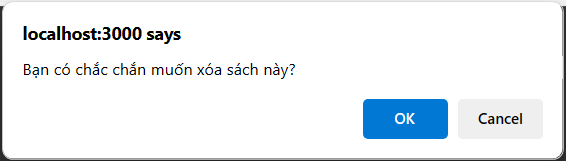 localhost:3000 says
Bạn có chắc chắn muốn xóa sách này?
OK Cancel